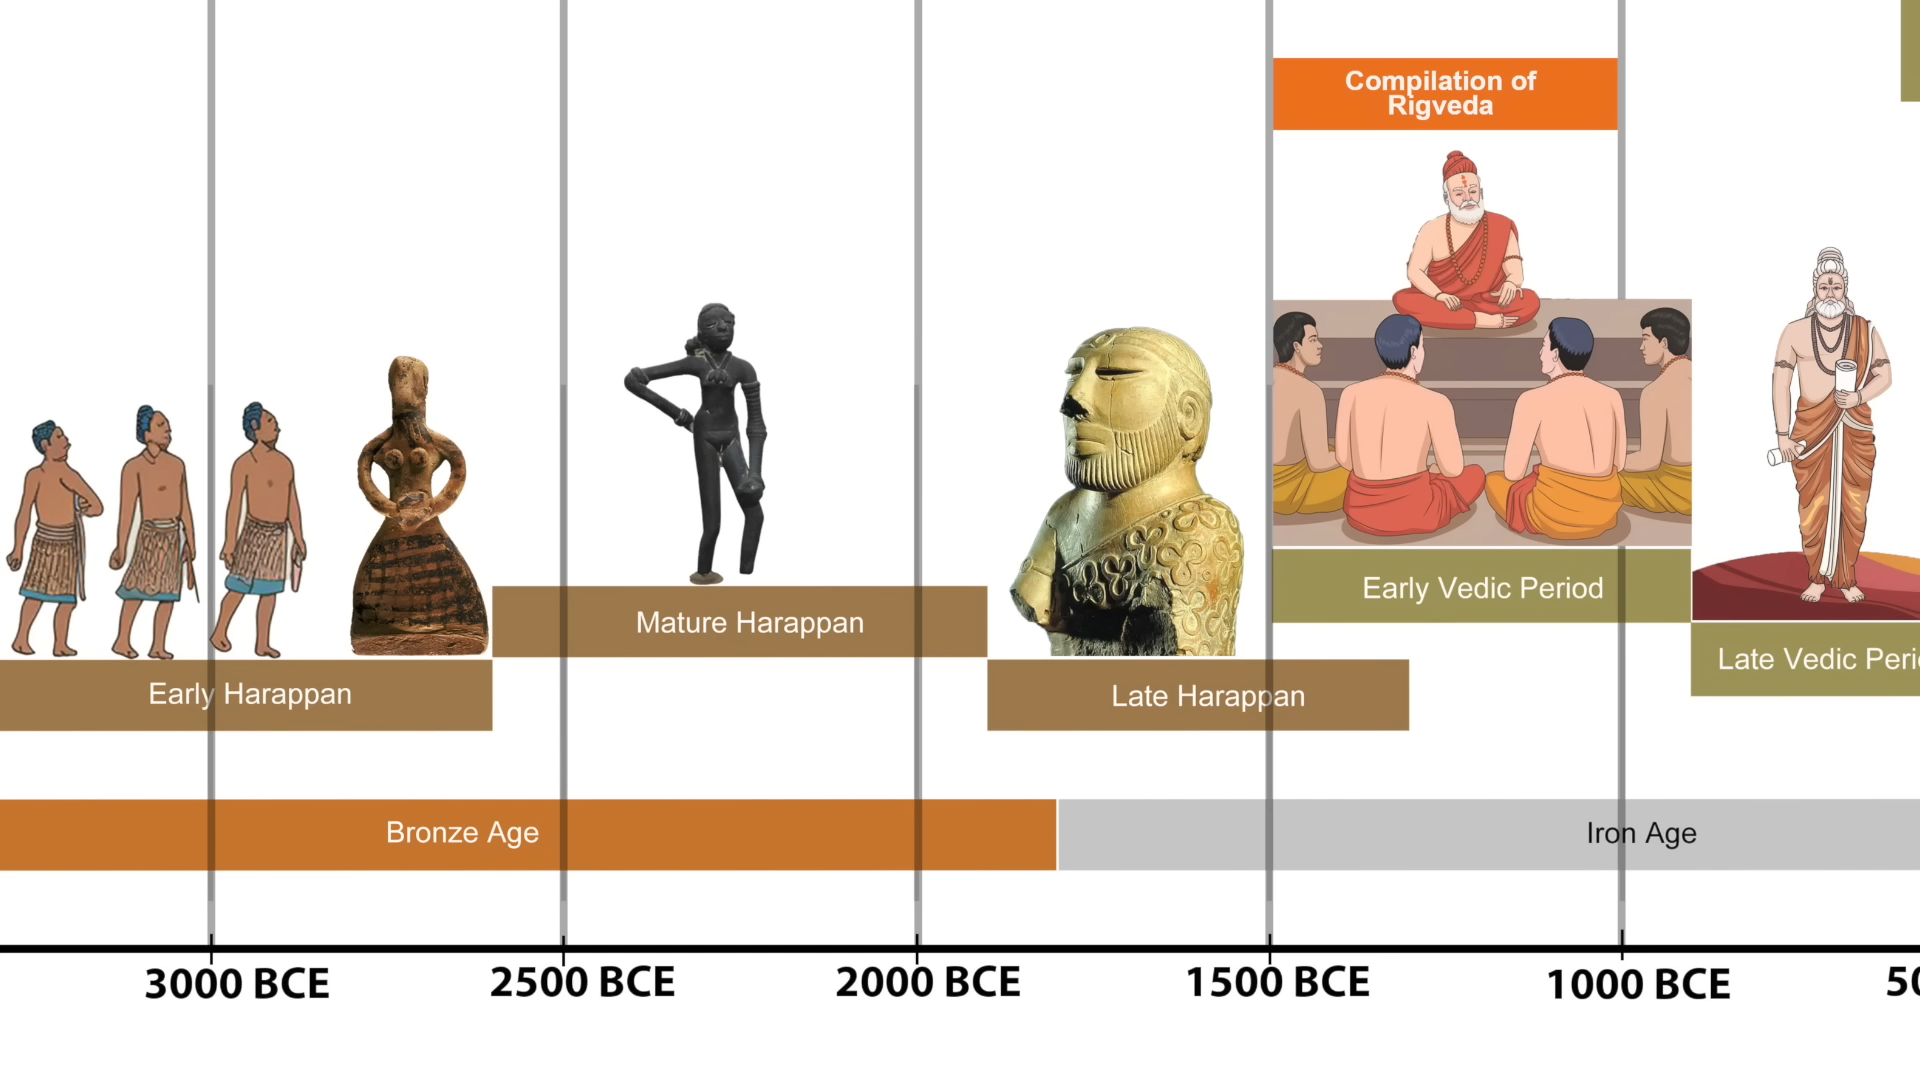 Compilation of
Rigveda
Early Vedic Period
Mature Harappan
Late Vedic
Early Harappan
Late Harappan
Bronze Age
Iron Age
3000 BCE
2500 BCE
2000 BCE
1500 BCE
1000 BCE